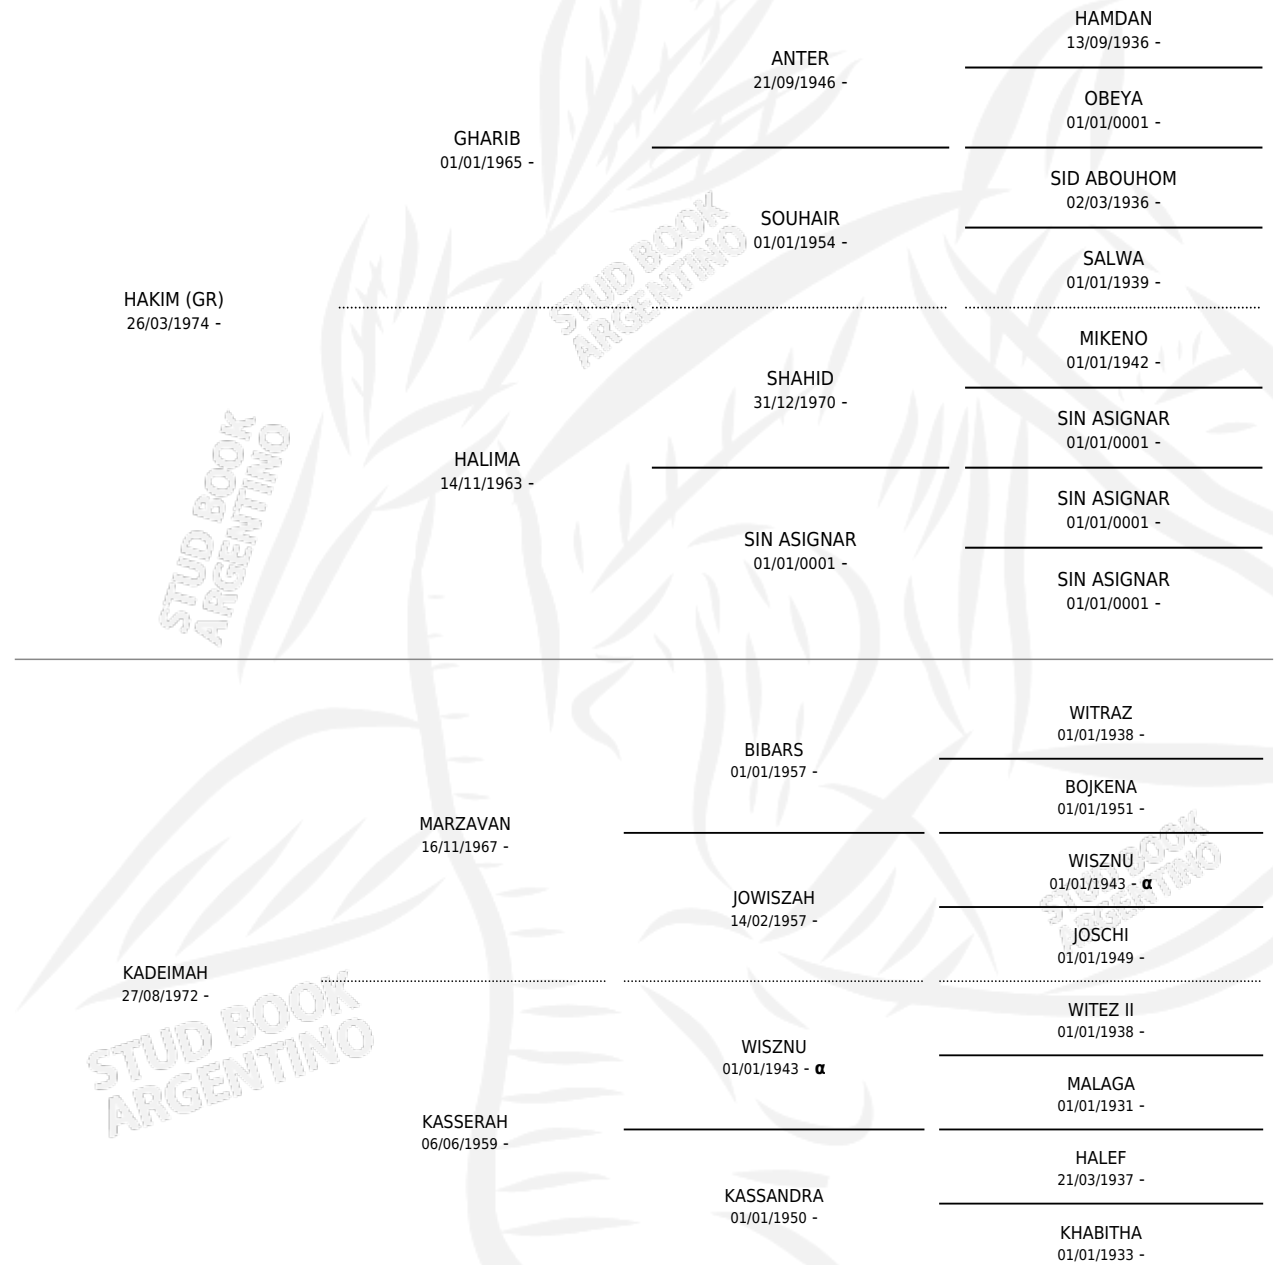 HAMDAN
13/09/1936 -
ANTER
21/09/1946 -
OBEYA
01/01/0001 -
GHARIB
01/01/1965 -
SID ABOUHOM
02/03/1936 -
SOUHAIR
01/01/1954 -
SALWA
01/01/1939 -
HAKIM (GR)
26/03/1974 -
MIKENO
01/01/1942 -
SHAHID
31/12/1970 -
SIN ASIGNAR
01/01/0001 -
HALIMA
14/11/1963 -
SIN ASIGNAR
01/01/0001 -
SIN ASIGNAR
01/01/0001 -
SIN ASIGNAR
01/01/0001 -
STUD BOOK
ARGENTINO
STUD BOOK
ARGENTINO
WITRAZ
01/01/1938 -
BIBARS
01/01/1957 -
BOJKENA
01/01/1951 -
MARZAVAN
16/11/1967 -
WISZNU
01/01/1943 - α
JOWISZAH
14/02/1957 -
JOSCHI
01/01/1949 -
KADEIMAH
27/08/1972 -
WITEZ II
01/01/1938 -
WISZNU
01/01/1943 - α
MALAGA
01/01/1931 -
KASSERAH
06/06/1959 -
HALEF
21/03/1937 -
KASSANDRA
01/01/1950 -
KHABITHA
01/01/1933 -
STUD BOOK
ARGENTINO
STUD BOOK
ARGENTINO